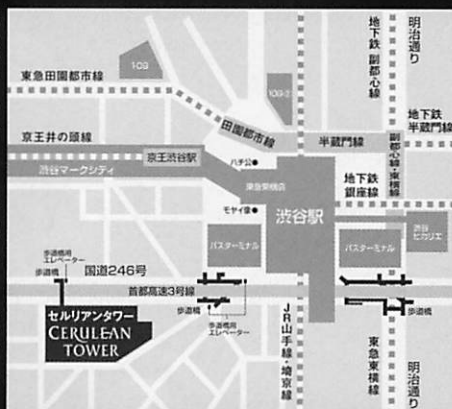 109
109-②
地下鉄 副都心線
明治通り
東急田園都市線
田園都市線
地下鉄
半蔵門線
半蔵門線
京王井の頭線
京王渋谷駅
渋谷マークシティ
ハチ公
東急東横店
モヤイ像
渋谷駅
副都心線・東横線
地下鉄
銀座線
渋谷
ヒカリエ
バスターミナル
バスターミナル
歩道橋用
エレベーター
歩道橋
国道246号
首都高速3号線
歩道橋
歩道橋用
エレベーター
歩道橋
セルリアンタワー
CERULEAN
TOWER
JR山手線・埼京線
東急東横線
明治通り